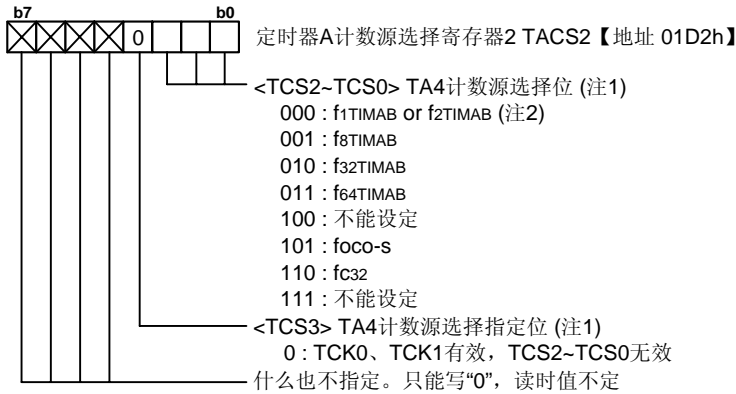 b7 b0
0 定时器A计数源选择寄存器2 TACS2【地址 01D2h】
<TCS2~TCS0> TA4计数源选择位 (注1)
000 : f1TIMAB or f2TIMAB (注2)
001 : f8TIMAB
010 : f32TIMAB
011 : f64TIMAB
100 : 不能设定
101 : foco-s
110 : fc32
111 : 不能设定
<TCS3> TA4计数源选择指定位 (注1)
0 : TCK0、TCK1有效，TCS2~TCS0无效
什么也不指定。只能写“0”，读时值不定